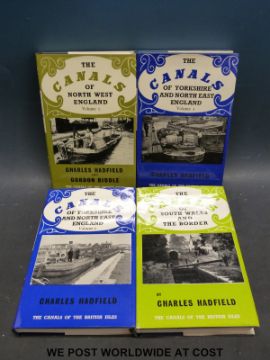 THE
CANALS
OF
NORTH WEST
ENGLAND
Volume 1
CHARLES HADFIELD
GORDON BIDDLE
THE
CANALS
OF YORKSHIRE
AND NORTH EAST
ENGLAND
CHARLES HADFIELD
THE
CANALS
OF YORKSHIRE
AND NORTH EAST
ENGLAND
CHARLES HADFIELD
THE CANALS OF THE BRITISH ISLES
THE
CANALS
OF
SOUTH WALES
AND THE
BORDER
BY
CHARLES HADFIELD
THE CANALS OF THE BRITISH ISLES
WE POST WORLDWIDE AT COST